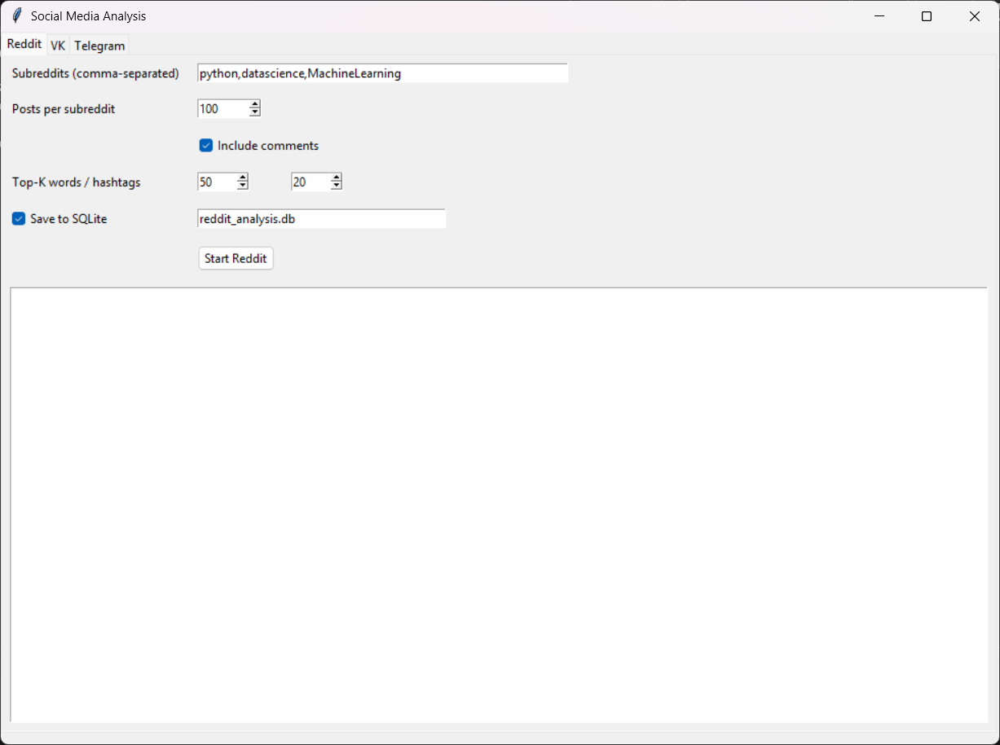 Social Media Analysis
Reddit VK Telegram
Subreddits (comma-separated) python,datascience,MachineLearning
Posts per subreddit 100
Include comments
Top-K words / hashtags 50 20
Save to SQLite reddit_analysis.db
Start Reddit